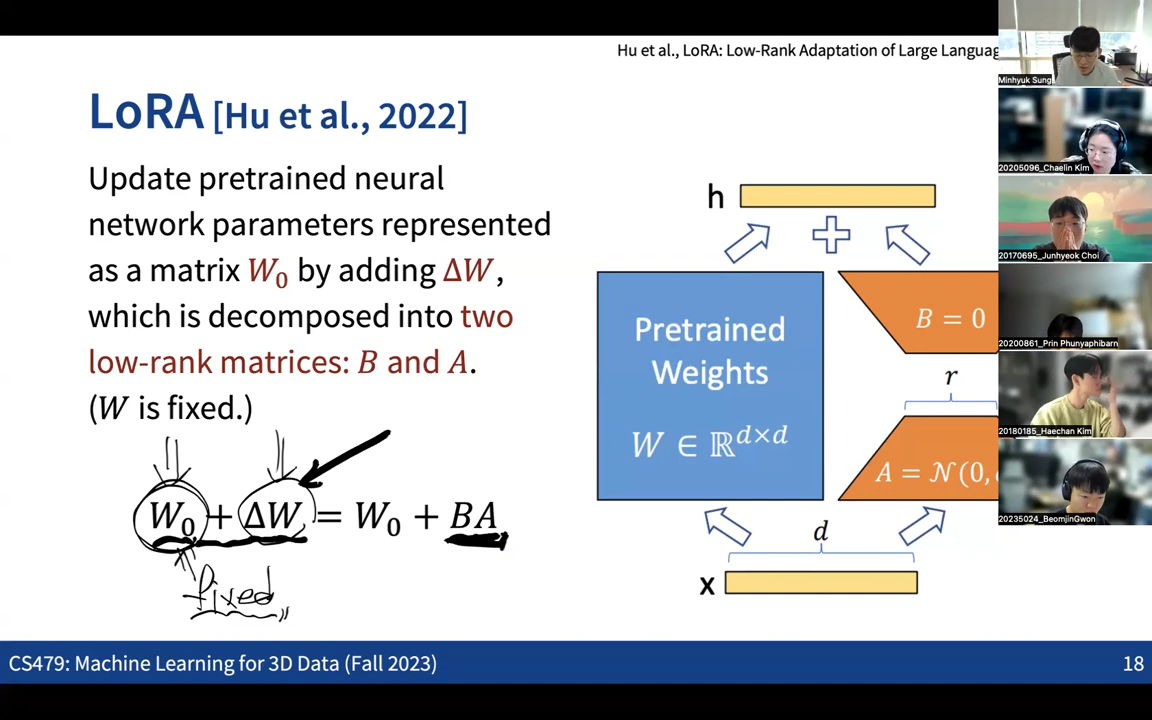 Hu et al., LoRA: Low-Rank Adaptation of Large Languag
LoRA [Hu et al., 2022]
Update pretrained neural
network parameters represented
as a matrix W₀ by adding ΔW,
which is decomposed into two
low-rank matrices: B and A.
(W is fixed.)
W₀ + ΔW = W₀ + BA
fixed
h
Pretrained
Weights
W ∈ ℝ^{d×d}
B = 0
r
A = 𝒩(0,
d
x
Minhyuk Sung
20205096_Chaelin Kim
20170695_Junhyeok Choi
20200861_Prin Phunyaphibarn
20180185_Haechan Kim
20235024_BeomjinGwon
CS479: Machine Learning for 3D Data (Fall 2023)
18